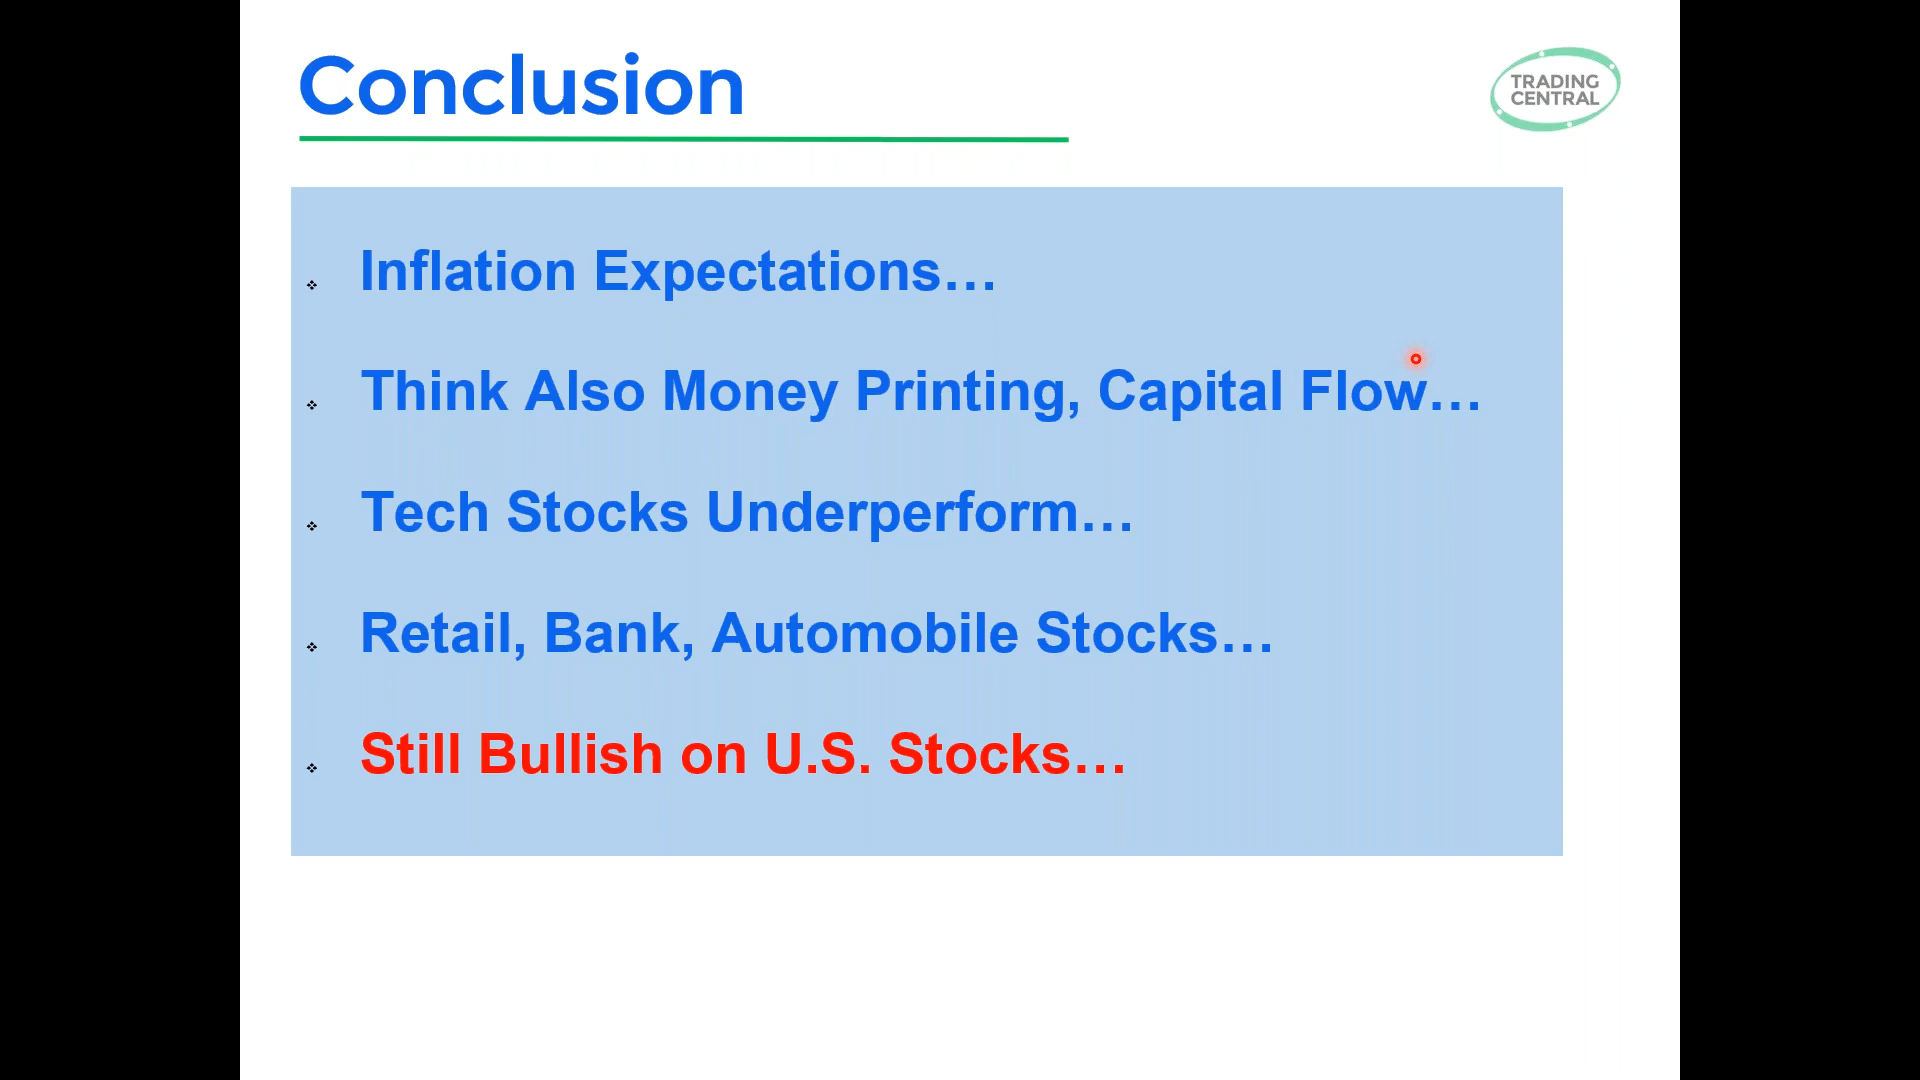 Conclusion
TRADING
CENTRAL
Inflation Expectations…
Think Also Money Printing, Capital Flow…
Tech Stocks Underperform…
Retail, Bank, Automobile Stocks…
Still Bullish on U.S. Stocks…